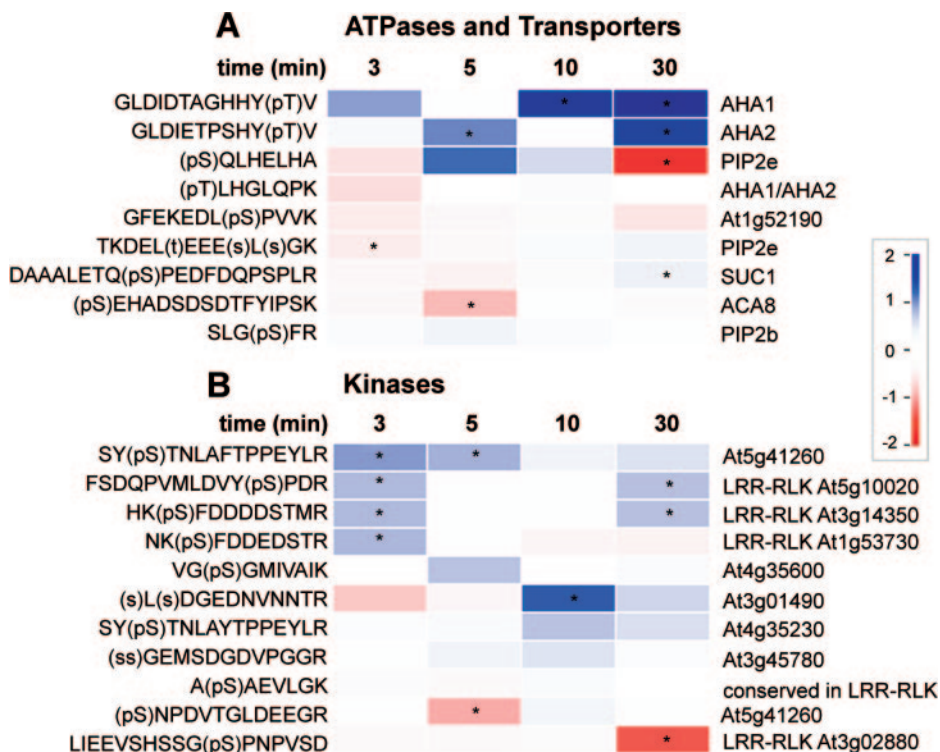 A ATPases and Transporters
time (min) 3 5 10 30
GLDIDTAGHHY(pT)V * * AHA1
GLDIETPSHY(pT)V * * AHA2
(pS)QLHELHA * PIP2e
(pT)LHGLQPK AHA1/AHA2
GFEKEDL(pS)PVVK At1g52190
TKDEL(t)EEE(s)L(s)GK * PIP2e
DAAALETQ(pS)PEDFDQPSPLR * SUC1
(pS)EHADSDSDTFYIPSK * ACA8
SLG(pS)FR PIP2b
2
1
0
-1
-2
B Kinases
time (min) 3 5 10 30
SY(pS)TNLAFTPPEYLR * * At5g41260
FSDQPVMLDVY(pS)PDR * * LRR-RLK At5g10020
HK(pS)FDDDDSTMR * * LRR-RLK At3g14350
NK(pS)FDDEDSTR * LRR-RLK At1g53730
VG(pS)GMIVAIK At4g35600
(s)L(s)DGEDNVNNTR * At3g01490
SY(pS)TNLAYTPPEYLR At4g35230
(ss)GEMSDGDVPGGR At3g45780
A(pS)AEVLGK conserved in LRR-RLK
(pS)NPDVTGLDEEGR * At5g41260
LIEEVSHSSG(pS)PNPVSD * LRR-RLK At3g02880